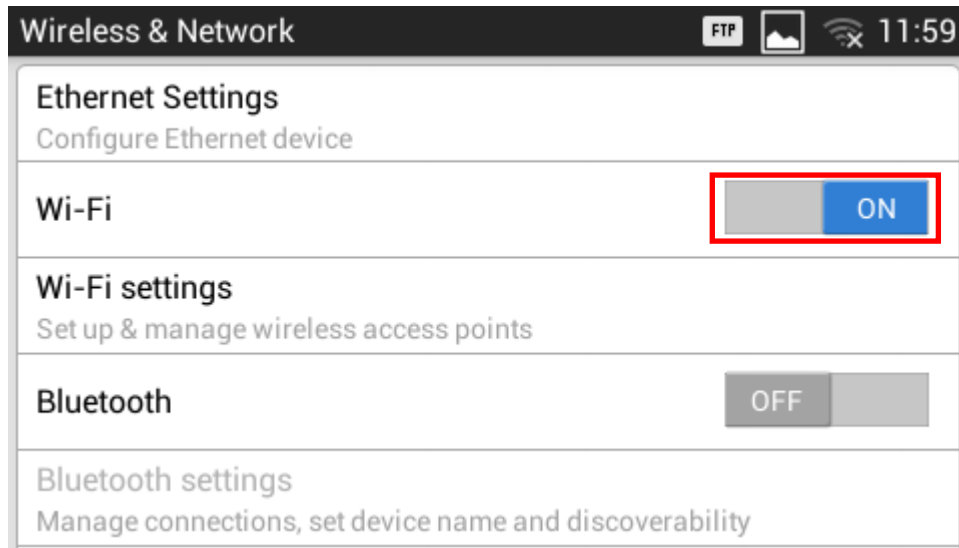 Wireless & Network FTP 11:59
Ethernet Settings
Configure Ethernet device
Wi-Fi ON
Wi-Fi settings
Set up & manage wireless access points
Bluetooth OFF
Bluetooth settings
Manage connections, set device name and discoverability